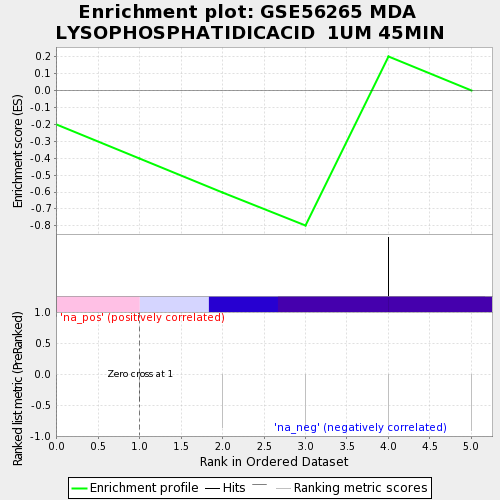 Enrichment plot: GSE56265 MDA
LYSOPHOSPHATIDICACID 1UM 45MIN
Enrichment score (ES)
0.2
0.1
0.0
-0.1
-0.2
-0.3
-0.4
-0.5
-0.6
-0.7
-0.8
Ranked list metric (PreRanked)
1.0
0.5
0.0
-0.5
-1.0
'na_pos' (positively correlated)
Zero cross at 1
'na_neg' (negatively correlated)
0.0 0.5 1.0 1.5 2.0 2.5 3.0 3.5 4.0 4.5 5.0
Rank in Ordered Dataset
Enrichment profile Hits Ranking metric scores